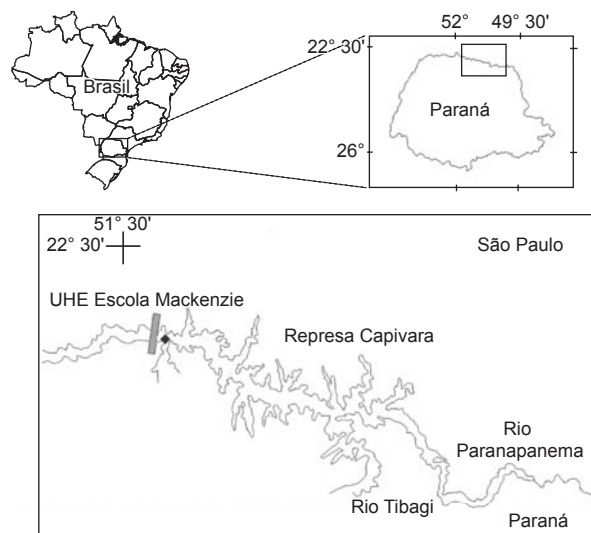 Brasil
52° 49° 30'
22° 30'
Paraná
26°
51° 30'
22° 30'
São Paulo
UHE Escola Mackenzie
Represa Capivara
Rio
Paranapanema
Rio Tibagi
Paraná